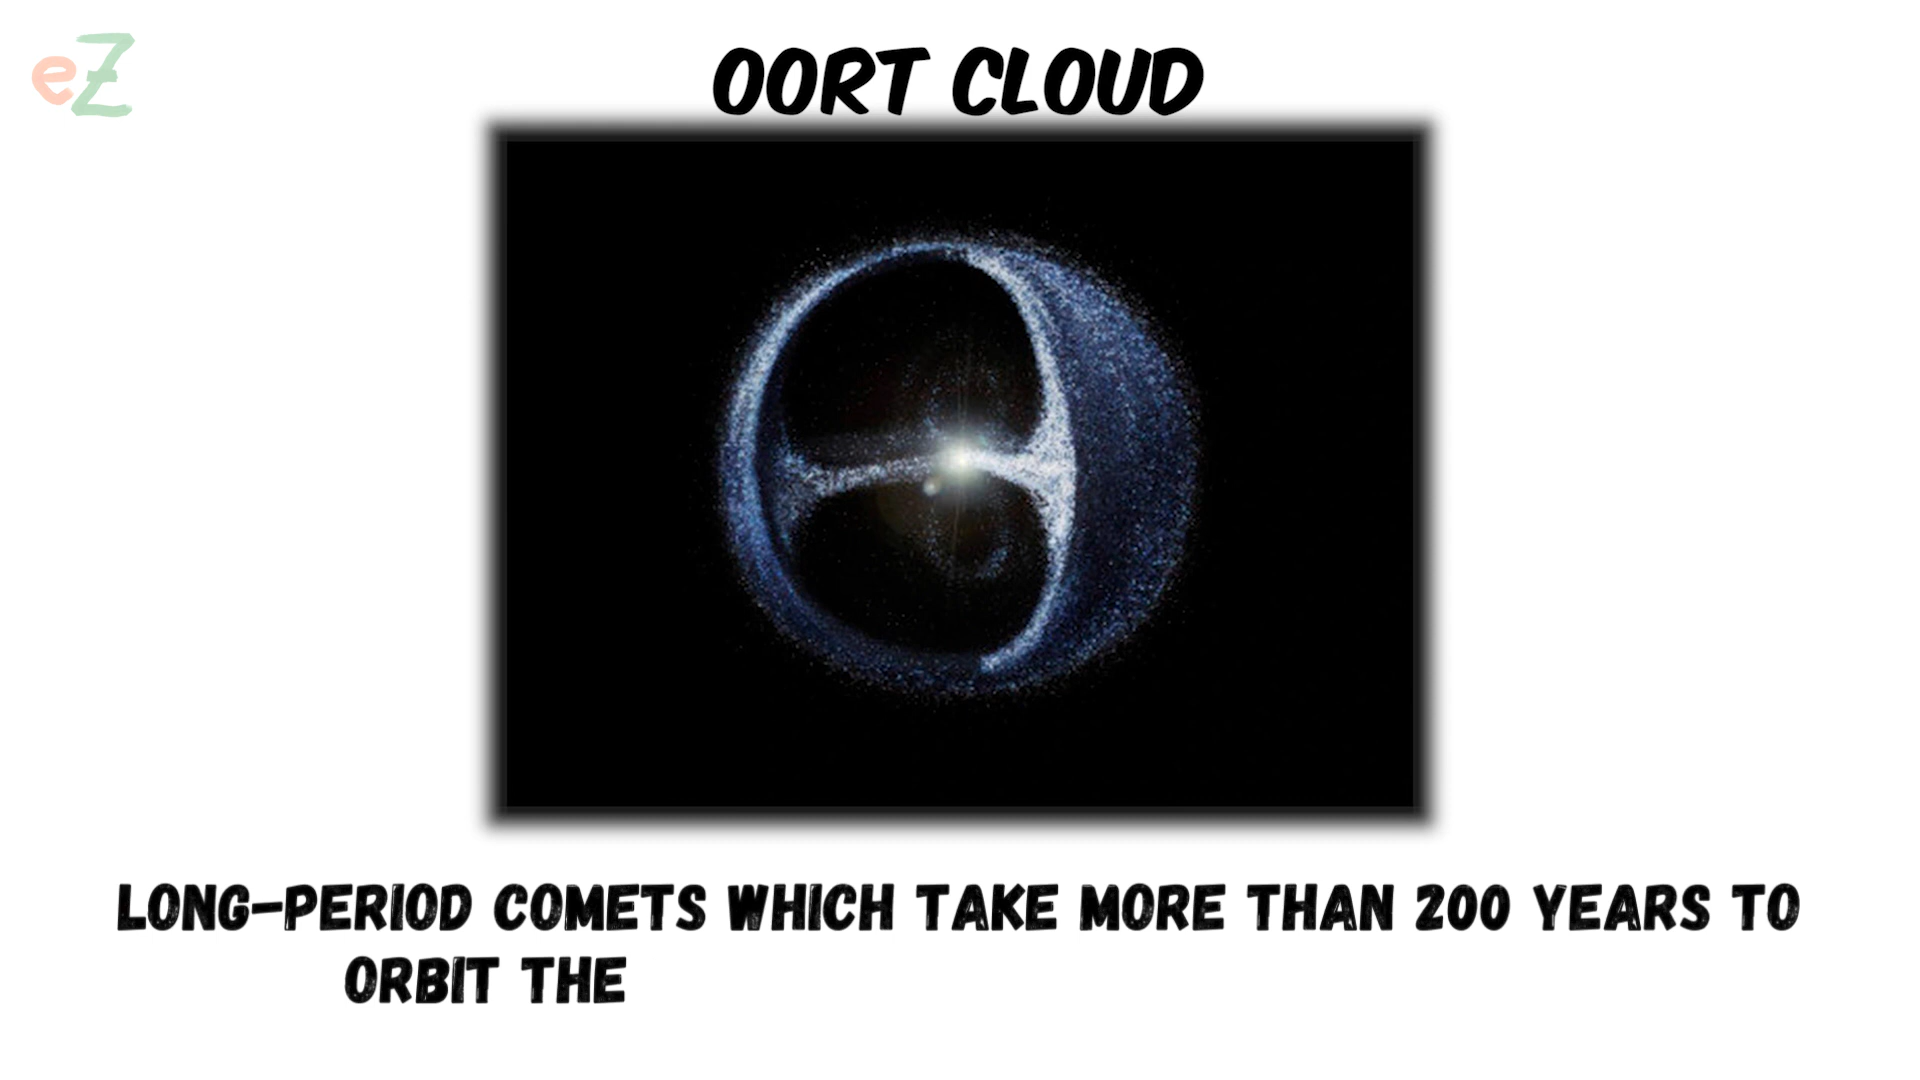 eZ
OORT CLOUD
LONG-PERIOD COMETS WHICH TAKE MORE THAN 200 YEARS TO
ORBIT THE